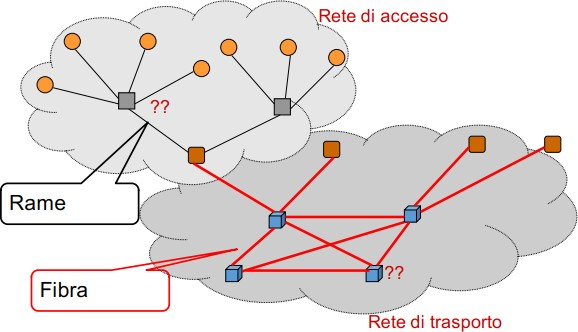 Rete di accesso
??
Rame
??
Fibra
Rete di trasporto